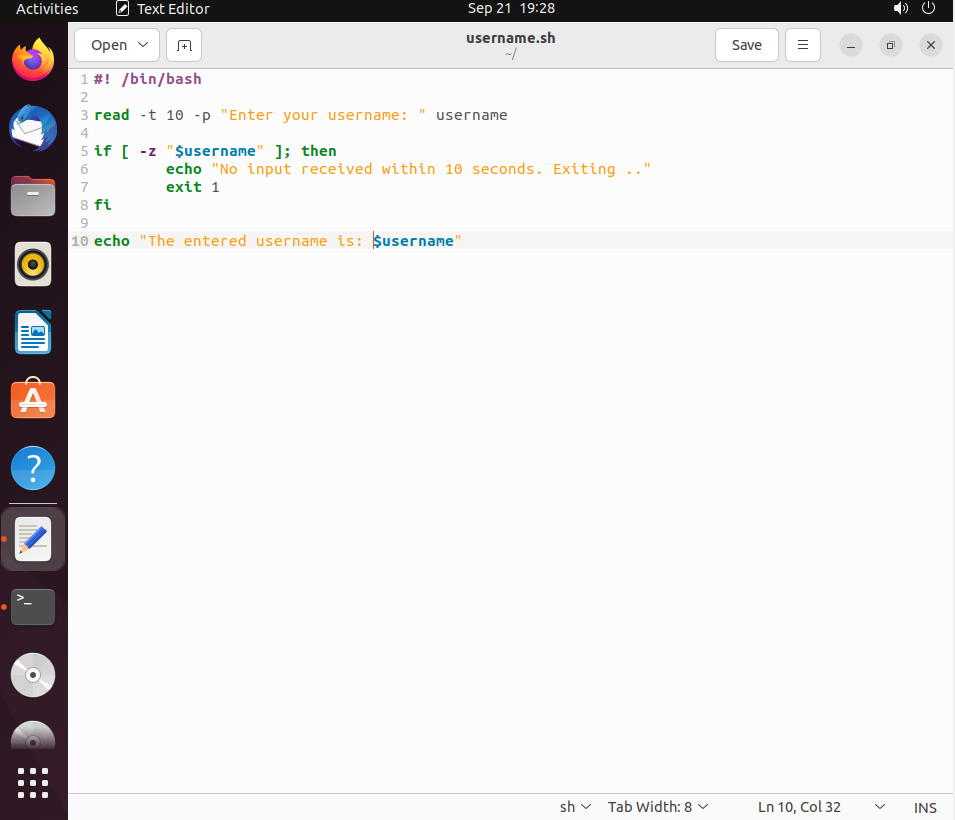 Activities Text Editor Sep 21 19:28
Open username.sh Save
~/
1 #! /bin/bash
2
3 read -t 10 -p "Enter your username: " username
4
5 if [ -z "$username" ]; then
6 echo "No input received within 10 seconds. Exiting .."
7 exit 1
8 fi
9
10 echo "The entered username is: $username"
>_
sh Tab Width: 8 Ln 10, Col 32 INS